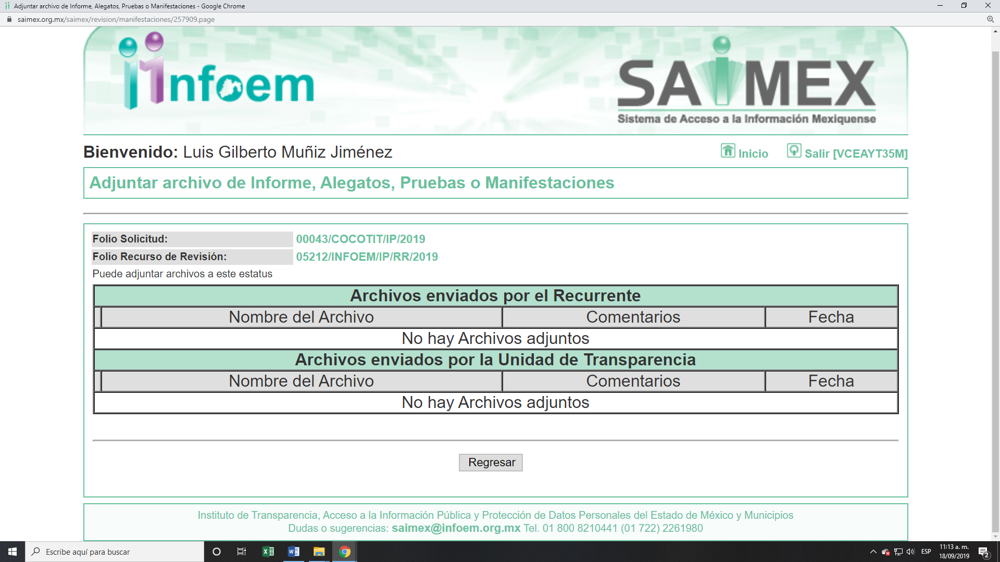 Adjuntar archivo de Informe, Alegatos, Pruebas o Manifestaciones - Google Chrome
saimex.org.mx/saimex/revision/manifestaciones/257909.page
infoem
SAIMEX
Sistema de Acceso a la Información Mexiquense
Bienvenido: Luis Gilberto Muñiz Jiménez
Inicio
Salir [VCEAYT35M]
Adjuntar archivo de Informe, Alegatos, Pruebas o Manifestaciones
Folio Solicitud: 00043/COCOTIT/IP/2019
Folio Recurso de Revisión: 05212/INFOEM/IP/RR/2019
Puede adjuntar archivos a este estatus
Archivos enviados por el Recurrente
Nombre del Archivo Comentarios Fecha
No hay Archivos adjuntos
Archivos enviados por la Unidad de Transparencia
Nombre del Archivo Comentarios Fecha
No hay Archivos adjuntos
Regresar
Instituto de Transparencia, Acceso a la Información Pública y Protección de Datos Personales del Estado de México y Municipios
Dudas o sugerencias: saimex@infoem.org.mx Tel. 01 800 8210441 (01 722) 2261980
Escribe aquí para buscar
ESP
11:13 a. m.
18/09/2019
2